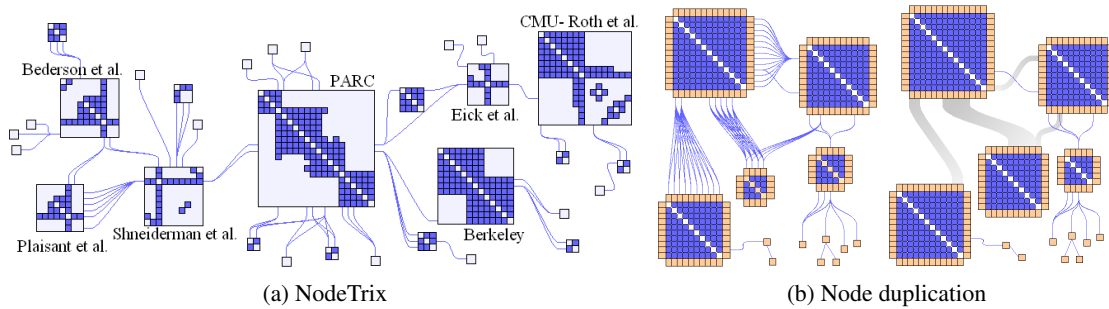 CMU- Roth et al.
Bederson et al.
PARC
Eick et al.
Plaisant et al.
Shneiderman et al.
Berkeley
(a) NodeTrix
(b) Node duplication